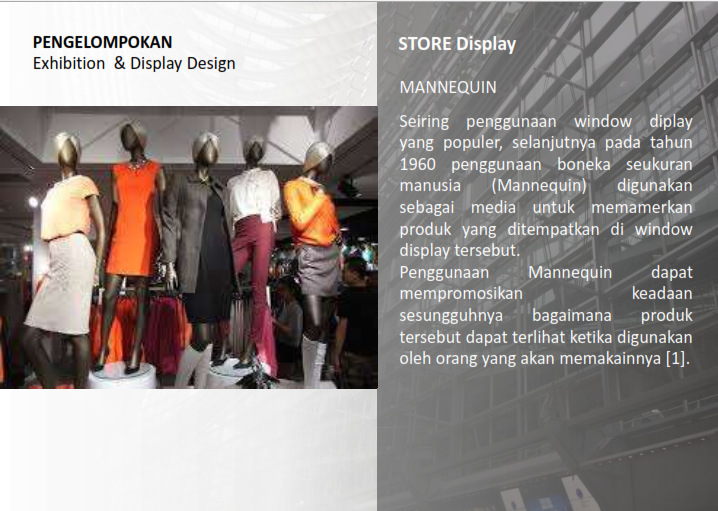 PENGELOMPOKAN
Exhibition & Display Design
STORE Display
MANNEQUIN
Seiring penggunaan window diplay
yang populer, selanjutnya pada tahun
1960 penggunaan boneka seukuran
manusia (Mannequin) digunakan
sebagai media untuk memamerkan
produk yang ditempatkan di window
display tersebut.
Penggunaan Mannequin dapat
mempromosikan keadaan
sesungguhnya bagaimana produk
tersebut dapat terlihat ketika digunakan
oleh orang yang akan memakainnya [1].